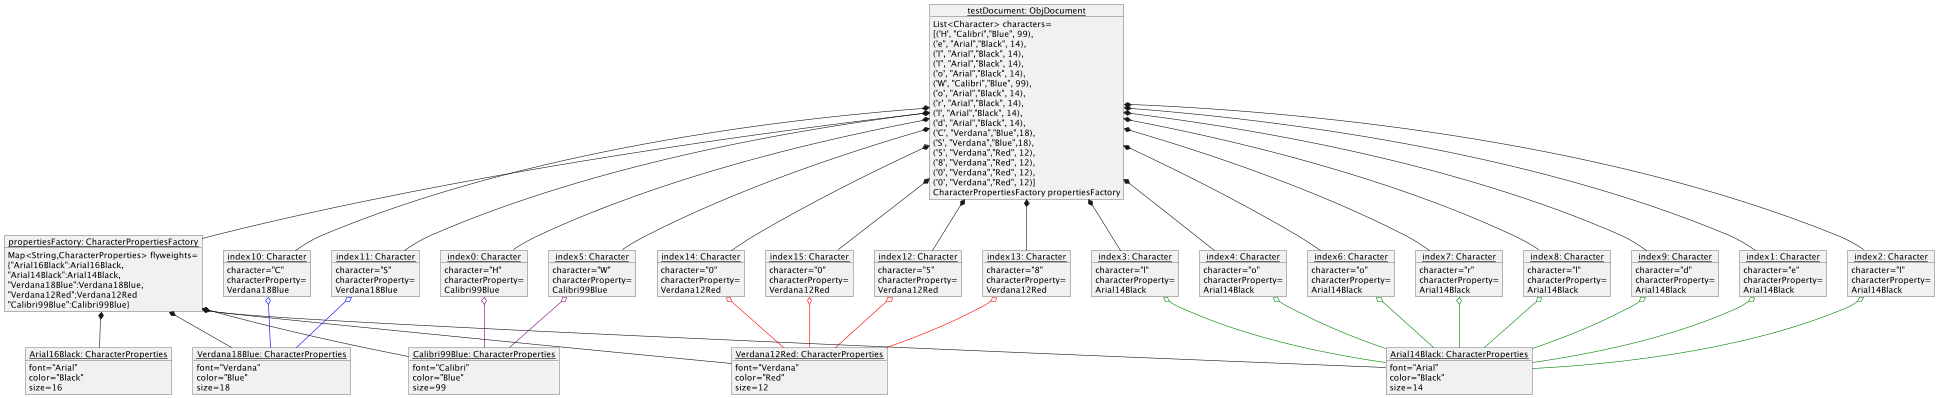 testDocument: ObjDocument
List<Character> characters=
[('H', "Calibri","Blue", 99),
('e', "Arial","Black", 14),
('l', "Arial","Black", 14),
('l', "Arial","Black", 14),
('o', "Arial","Black", 14),
('W', "Calibri","Blue", 99),
('o', "Arial","Black", 14),
('r', "Arial","Black", 14),
('l', "Arial","Black", 14),
('d', "Arial","Black", 14),
('C', "Verdana","Blue",18),
('S', "Verdana","Blue",18),
('5', "Verdana","Red", 12),
('8', "Verdana","Red", 12),
('0', "Verdana","Red", 12),
('0', "Verdana","Red", 12)]
CharacterPropertiesFactory propertiesFactory
propertiesFactory: CharacterPropertiesFactory
Map<String,CharacterProperties> flyweights=
{"Arial16Black":Arial16Black,
"Arial14Black":Arial14Black,
"Verdana18Blue":Verdana18Blue,
"Verdana12Red";Verdana12Red
"Calibri99Blue":Calibri99Blue}
index10: Character
character="C"
characterProperty=
Verdana18Blue
index11: Character
character="S"
characterProperty=
Verdana18Blue
index0: Character
character="H"
characterProperty=
Calibri99Blue
index5: Character
character="W"
characterProperty=
Calibri99Blue
index14: Character
character="0"
characterProperty=
Verdana12Red
index15: Character
character="0"
characterProperty=
Verdana12Red
index12: Character
character="5"
characterProperty=
Verdana12Red
index13: Character
character="8"
characterProperty=
Verdana12Red
index3: Character
character="l"
characterProperty=
Arial14Black
index4: Character
character="o"
characterProperty=
Arial14Black
index6: Character
character="o"
characterProperty=
Arial14Black
index7: Character
character="r"
characterProperty=
Arial14Black
index8: Character
character="l"
characterProperty=
Arial14Black
index9: Character
character="d"
characterProperty=
Arial14Black
index1: Character
character="e"
characterProperty=
Arial14Black
index2: Character
character="l"
characterProperty=
Arial14Black
Arial16Black: CharacterProperties
font="Arial"
color="Black"
size=16
Verdana18Blue: CharacterProperties
font="Verdana"
color="Blue"
size=18
Calibri99Blue: CharacterProperties
font="Calibri"
color="Blue"
size=99
Verdana12Red: CharacterProperties
font="Verdana"
color="Red"
size=12
Arial14Black: CharacterProperties
font="Arial"
color="Black"
size=14